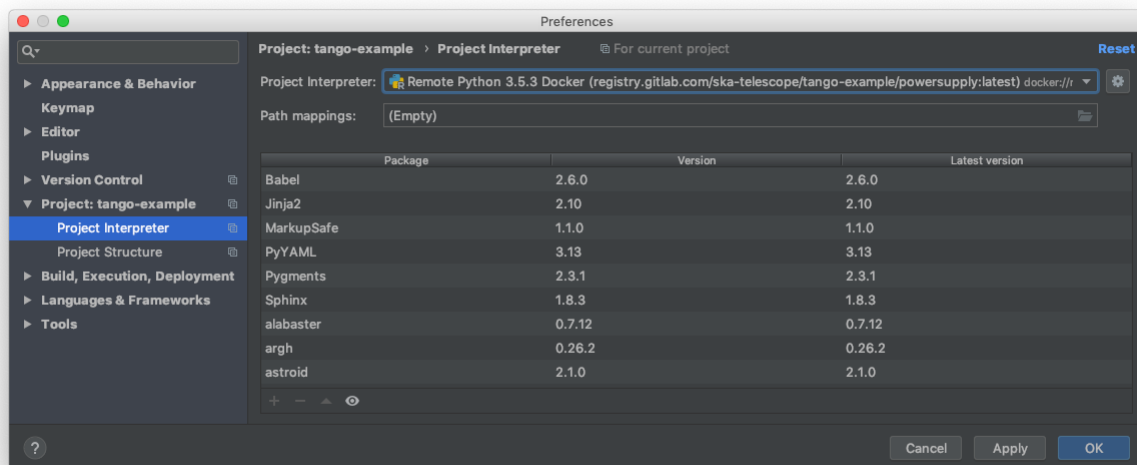 Preferences
Project: tango-example › Project Interpreter For current project Reset
Appearance & Behavior
Keymap
Editor
Plugins
Version Control
Project: tango-example
Project Interpreter
Project Structure
Build, Execution, Deployment
Languages & Frameworks
Tools
Project Interpreter: Remote Python 3.5.3 Docker (registry.gitlab.com/ska-telescope/tango-example/powersupply:latest) docker://r
Path mappings: (Empty)
Package Version Latest version
Babel 2.6.0 2.6.0
Jinja2 2.10 2.10
MarkupSafe 1.1.0 1.1.0
PyYAML 3.13 3.13
Pygments 2.3.1 2.3.1
Sphinx 1.8.3 1.8.3
alabaster 0.7.12 0.7.12
argh 0.26.2 0.26.2
astroid 2.1.0 2.1.0
? Cancel Apply OK